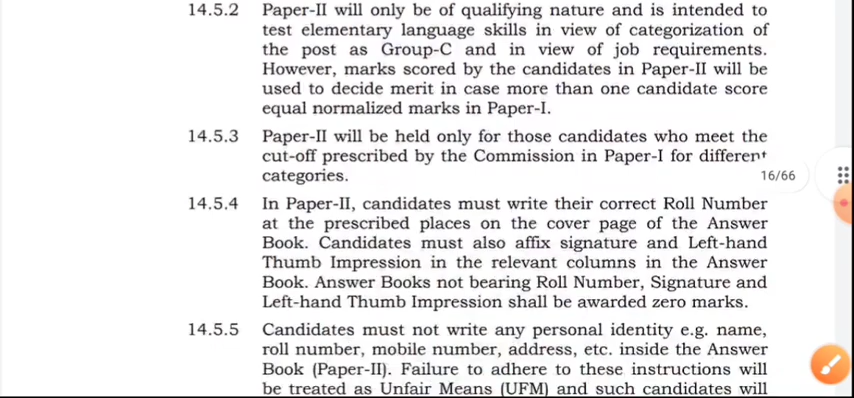 14.5.2 Paper-II will only be of qualifying nature and is intended to
test elementary language skills in view of categorization of
the post as Group-C and in view of job requirements.
However, marks scored by the candidates in Paper-II will be
used to decide merit in case more than one candidate score
equal normalized marks in Paper-I.
14.5.3 Paper-II will be held only for those candidates who meet the
cut-off prescribed by the Commission in Paper-I for different
categories.
16/66
14.5.4 In Paper-II, candidates must write their correct Roll Number
at the prescribed places on the cover page of the Answer
Book. Candidates must also affix signature and Left-hand
Thumb Impression in the relevant columns in the Answer
Book. Answer Books not bearing Roll Number, Signature and
Left-hand Thumb Impression shall be awarded zero marks.
14.5.5 Candidates must not write any personal identity e.g. name,
roll number, mobile number, address, etc. inside the Answer
Book (Paper-II). Failure to adhere to these instructions will
be treated as Unfair Means (UFM) and such candidates will